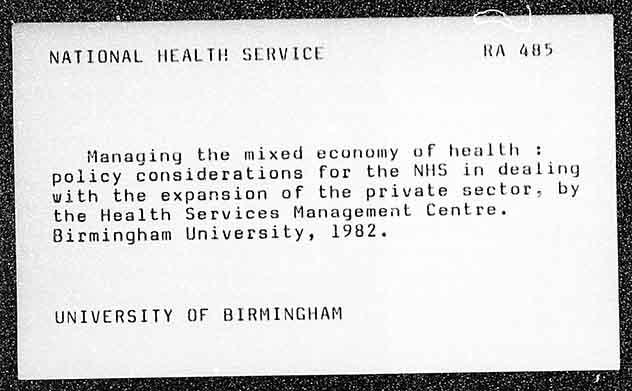 NATIONAL HEALTH SERVICE RA 485
Managing the mixed economy of health :
policy considerations for the NHS in dealing
with the expansion of the private sector, by
the Health Services Management Centre.
Birmingham University, 1982.
UNIVERSITY OF BIRMINGHAM